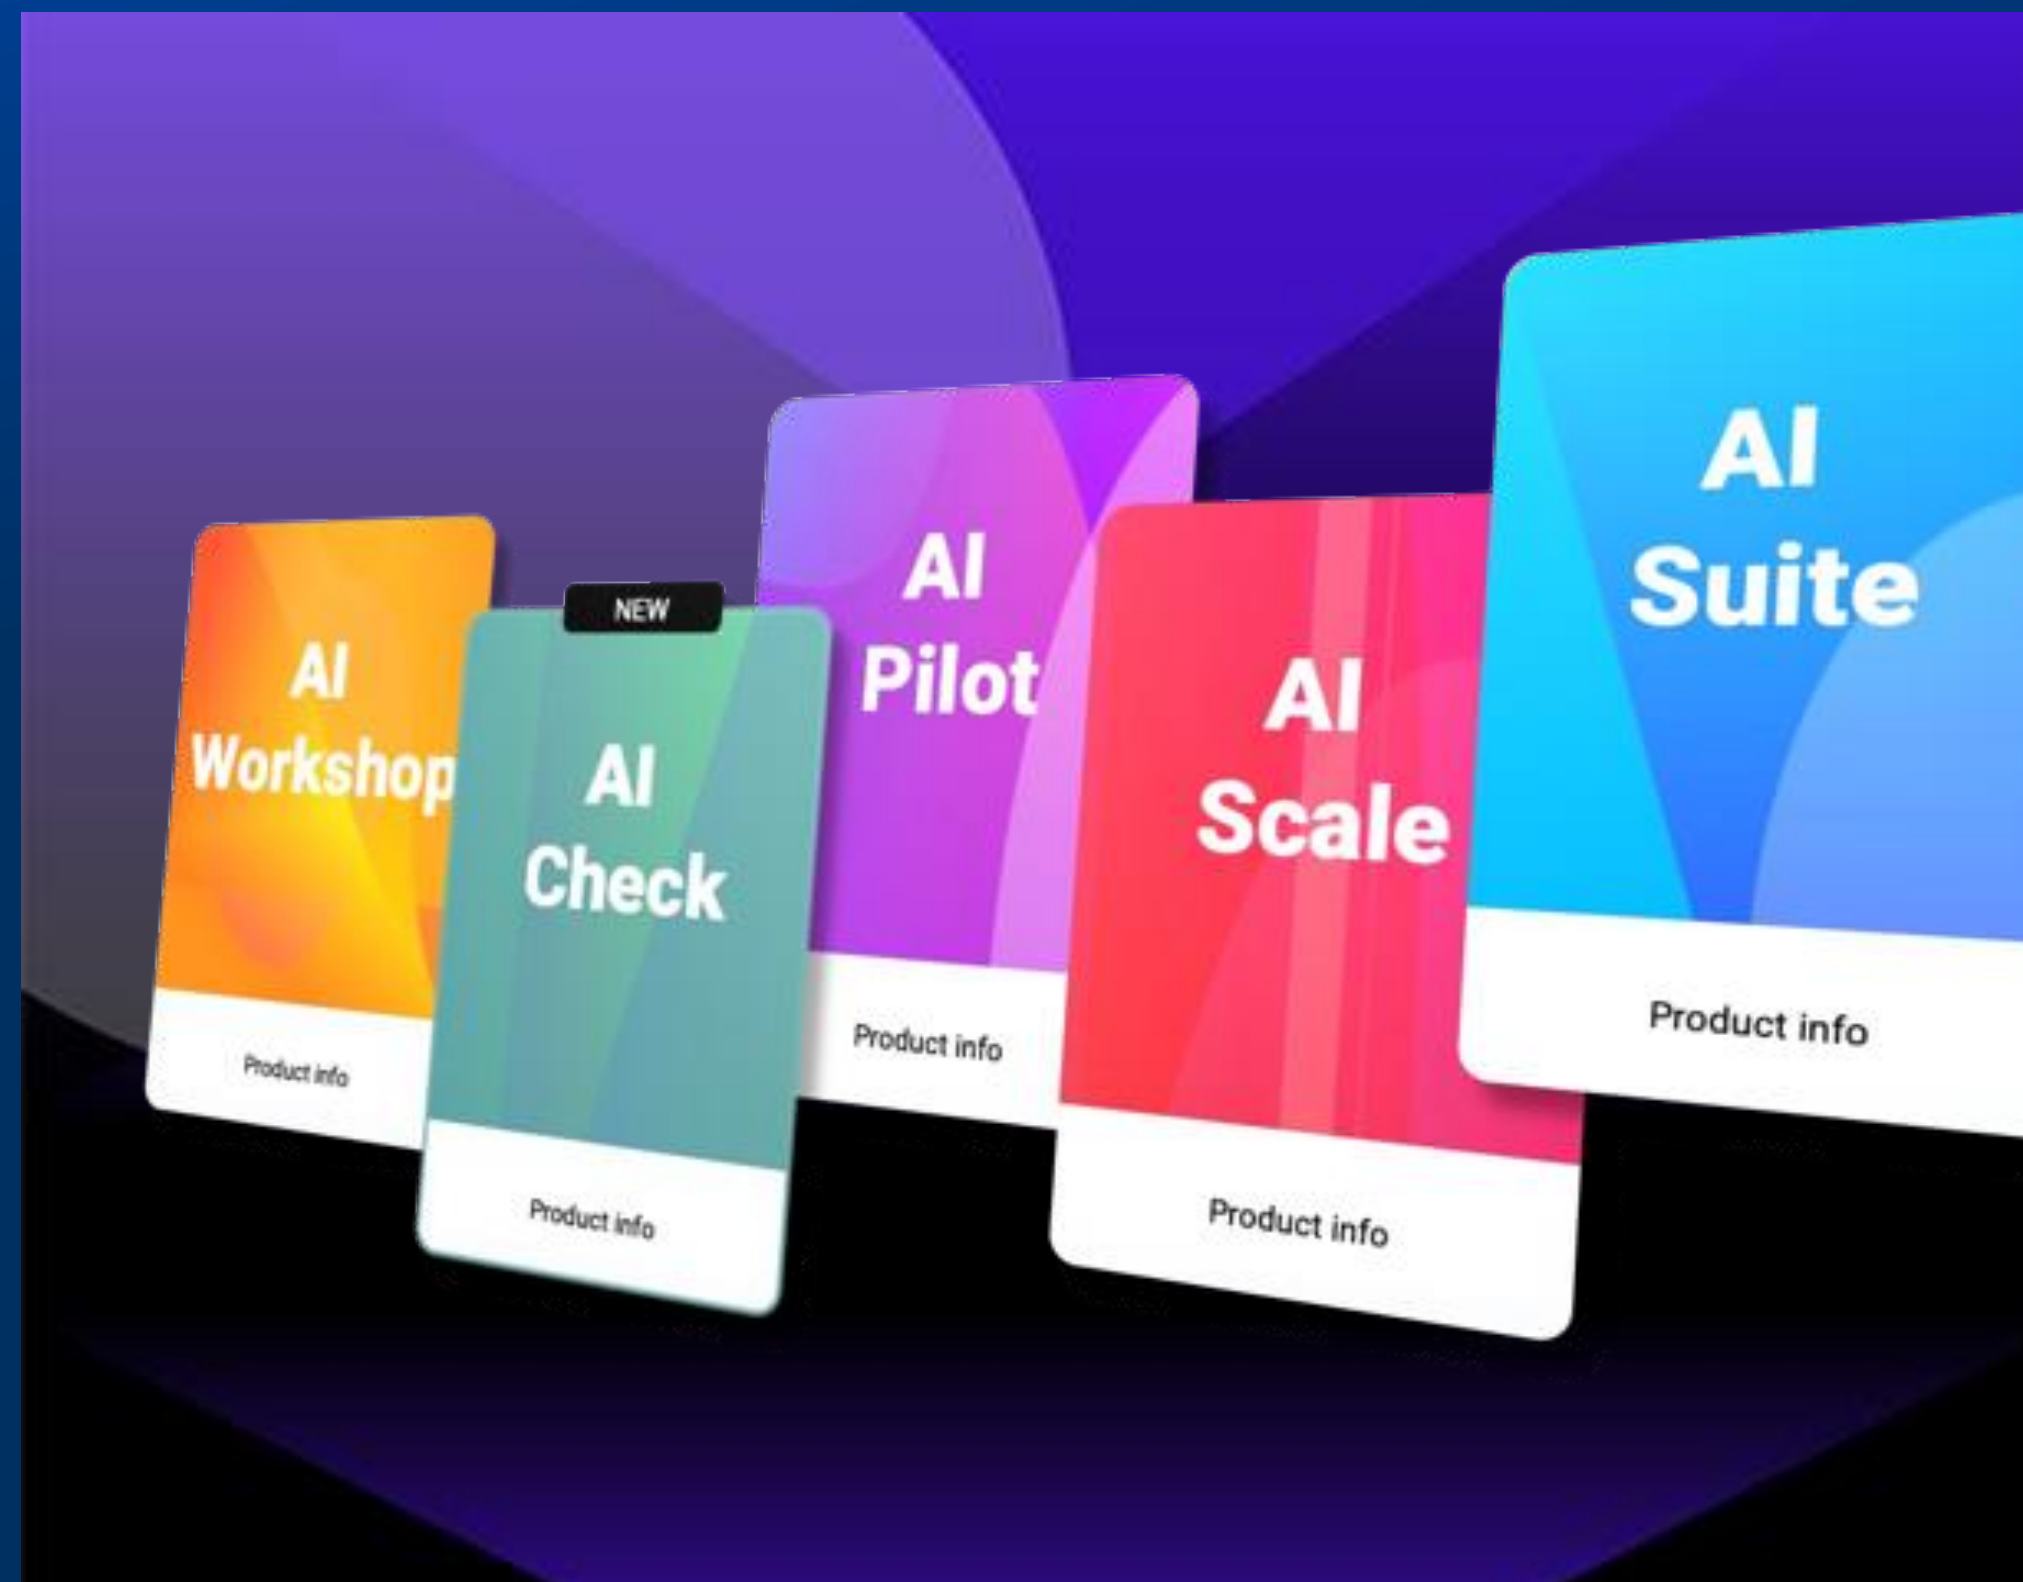 AI
Workshop
Product info
NEW
AI
Check
Product info
AI
Pilot
Product info
AI
Scale
Product info
AI
Suite
Product info